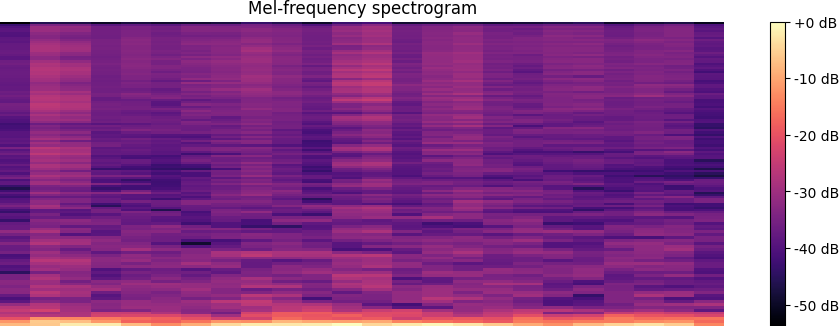 Mel-frequency spectrogram
+0 dB
-10 dB
-20 dB
-30 dB
-40 dB
-50 dB